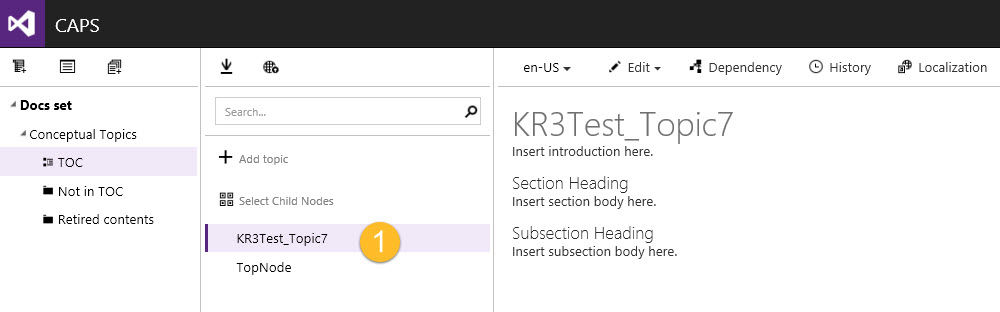 CAPS
Docs set
Conceptual Topics
TOC
Not in TOC
Retired contents
Search...
Add topic
Select Child Nodes
KR3Test_Topic7
1
TopNode
en-US Edit Dependency History Localization
KR3Test_Topic7
Insert introduction here.
Section Heading
Insert section body here.
Subsection Heading
Insert subsection body here.